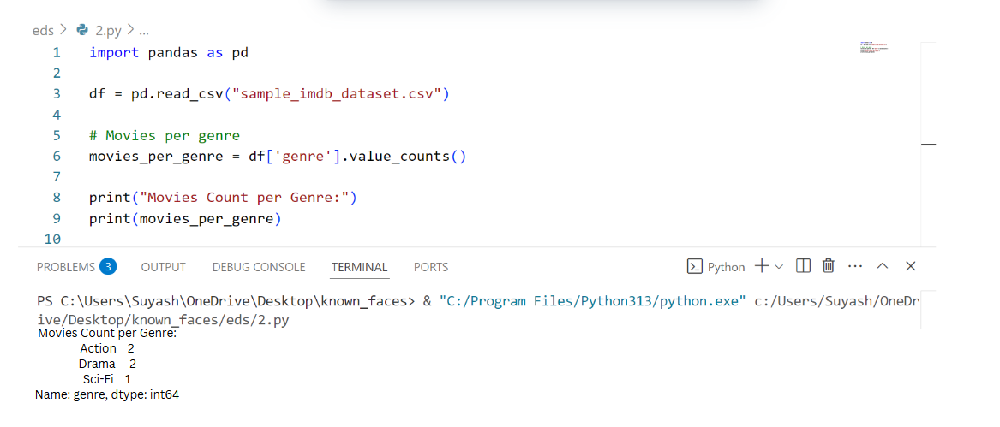 eds > 2.py > ...
1 import pandas as pd
2
3 df = pd.read_csv("sample_imdb_dataset.csv")
4
5 # Movies per genre
6 movies_per_genre = df['genre'].value_counts()
7
8 print("Movies Count per Genre:")
9 print(movies_per_genre)
10
PROBLEMS 3 OUTPUT DEBUG CONSOLE TERMINAL PORTS Python
PS C:\Users\Suyash\OneDrive\Desktop\known_faces> & "C:/Program Files/Python313/python.exe" c:/Users/Suyash/OneDr
ive/Desktop/known_faces/eds/2.py
Movies Count per Genre:
Action 2
Drama 2
Sci-Fi 1
Name: genre, dtype: int64